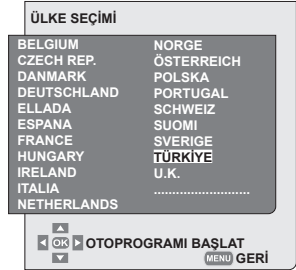 ÜLKE SEÇİMİ
BELGIUM
CZECH REP.
DANMARK
DEUTSCHLAND
ELLADA
ESPANA
FRANCE
HUNGARY
IRELAND
ITALIA
NETHERLANDS
NORGE
ÖSTERREICH
POLSKA
PORTUGAL
SCHWEIZ
SUOMI
SVERIGE
TÜRKİYE
U.K.
..........................
OK OTOPROGRAMI BAŞLAT
MENU GERİ